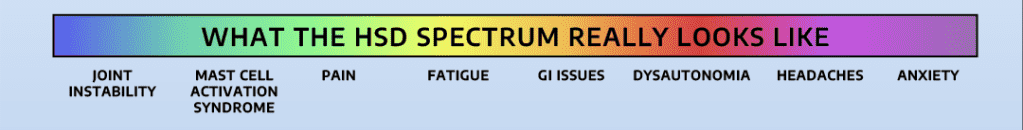 WHAT THE HSD SPECTRUM REALLY LOOKS LIKE
JOINT
INSTABILITY
MAST CELL
ACTIVATION
SYNDROME
PAIN
FATIGUE
GI ISSUES
DYSAUTONOMIA
HEADACHES
ANXIETY